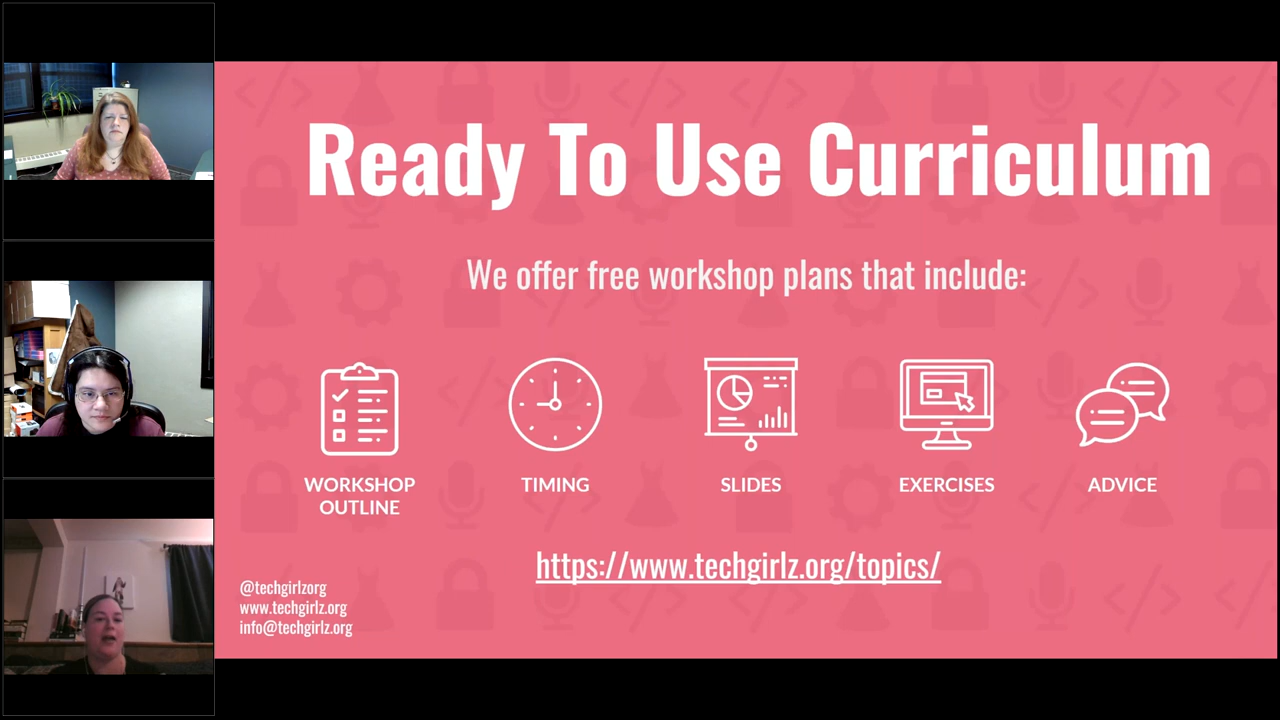 Ready To Use Curriculum
We offer free workshop plans that include:
WORKSHOP
OUTLINE
TIMING
SLIDES
EXERCISES
ADVICE
https://www.techgirlz.org/topics/
@techgirlzorg
www.techgirlz.org
info@techgirlz.org